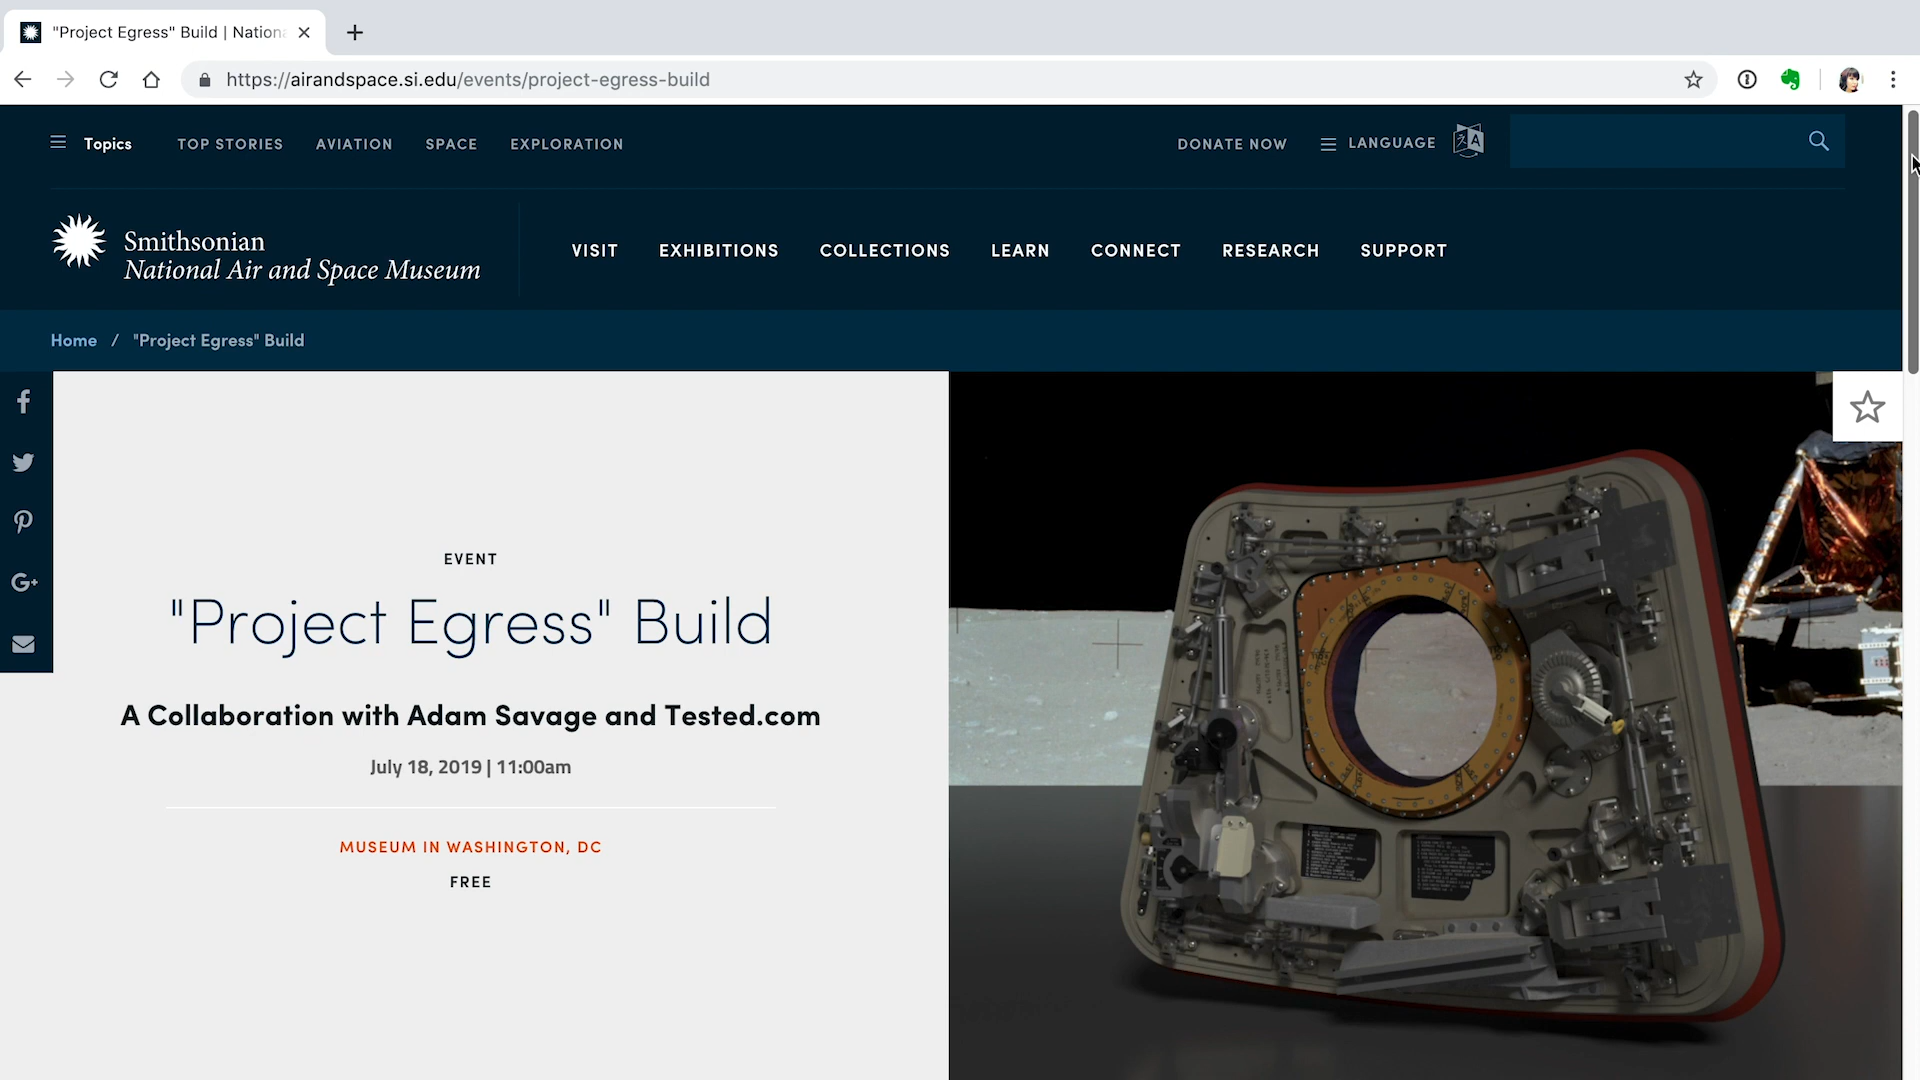 "Project Egress" Build | Nationa
https://airandspace.si.edu/events/project-egress-build
Topics
TOP STORIES
AVIATION
SPACE
EXPLORATION
DONATE NOW
LANGUAGE
Smithsonian
National Air and Space Museum
VISIT
EXHIBITIONS
COLLECTIONS
LEARN
CONNECT
RESEARCH
SUPPORT
Home / "Project Egress" Build
EVENT
"Project Egress" Build
A Collaboration with Adam Savage and Tested.com
July 18, 2019 | 11:00am
MUSEUM IN WASHINGTON, DC
FREE